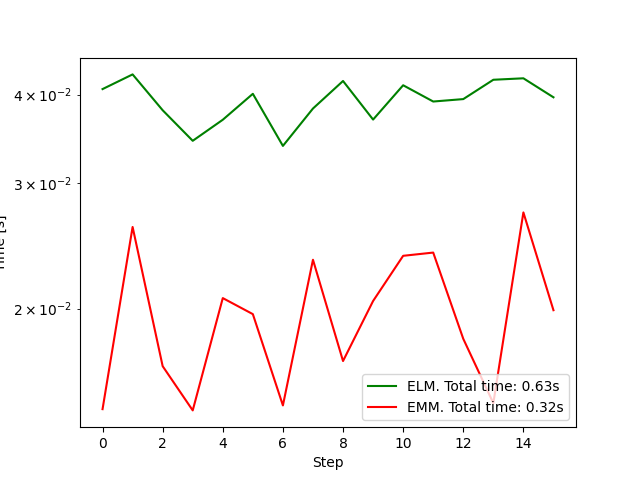 4 × 10⁻²
3 × 10⁻²
2 × 10⁻²
Time [s]
0 2 4 6 8 10 12 14
Step
ELM. Total time: 0.63s
EMM. Total time: 0.32s